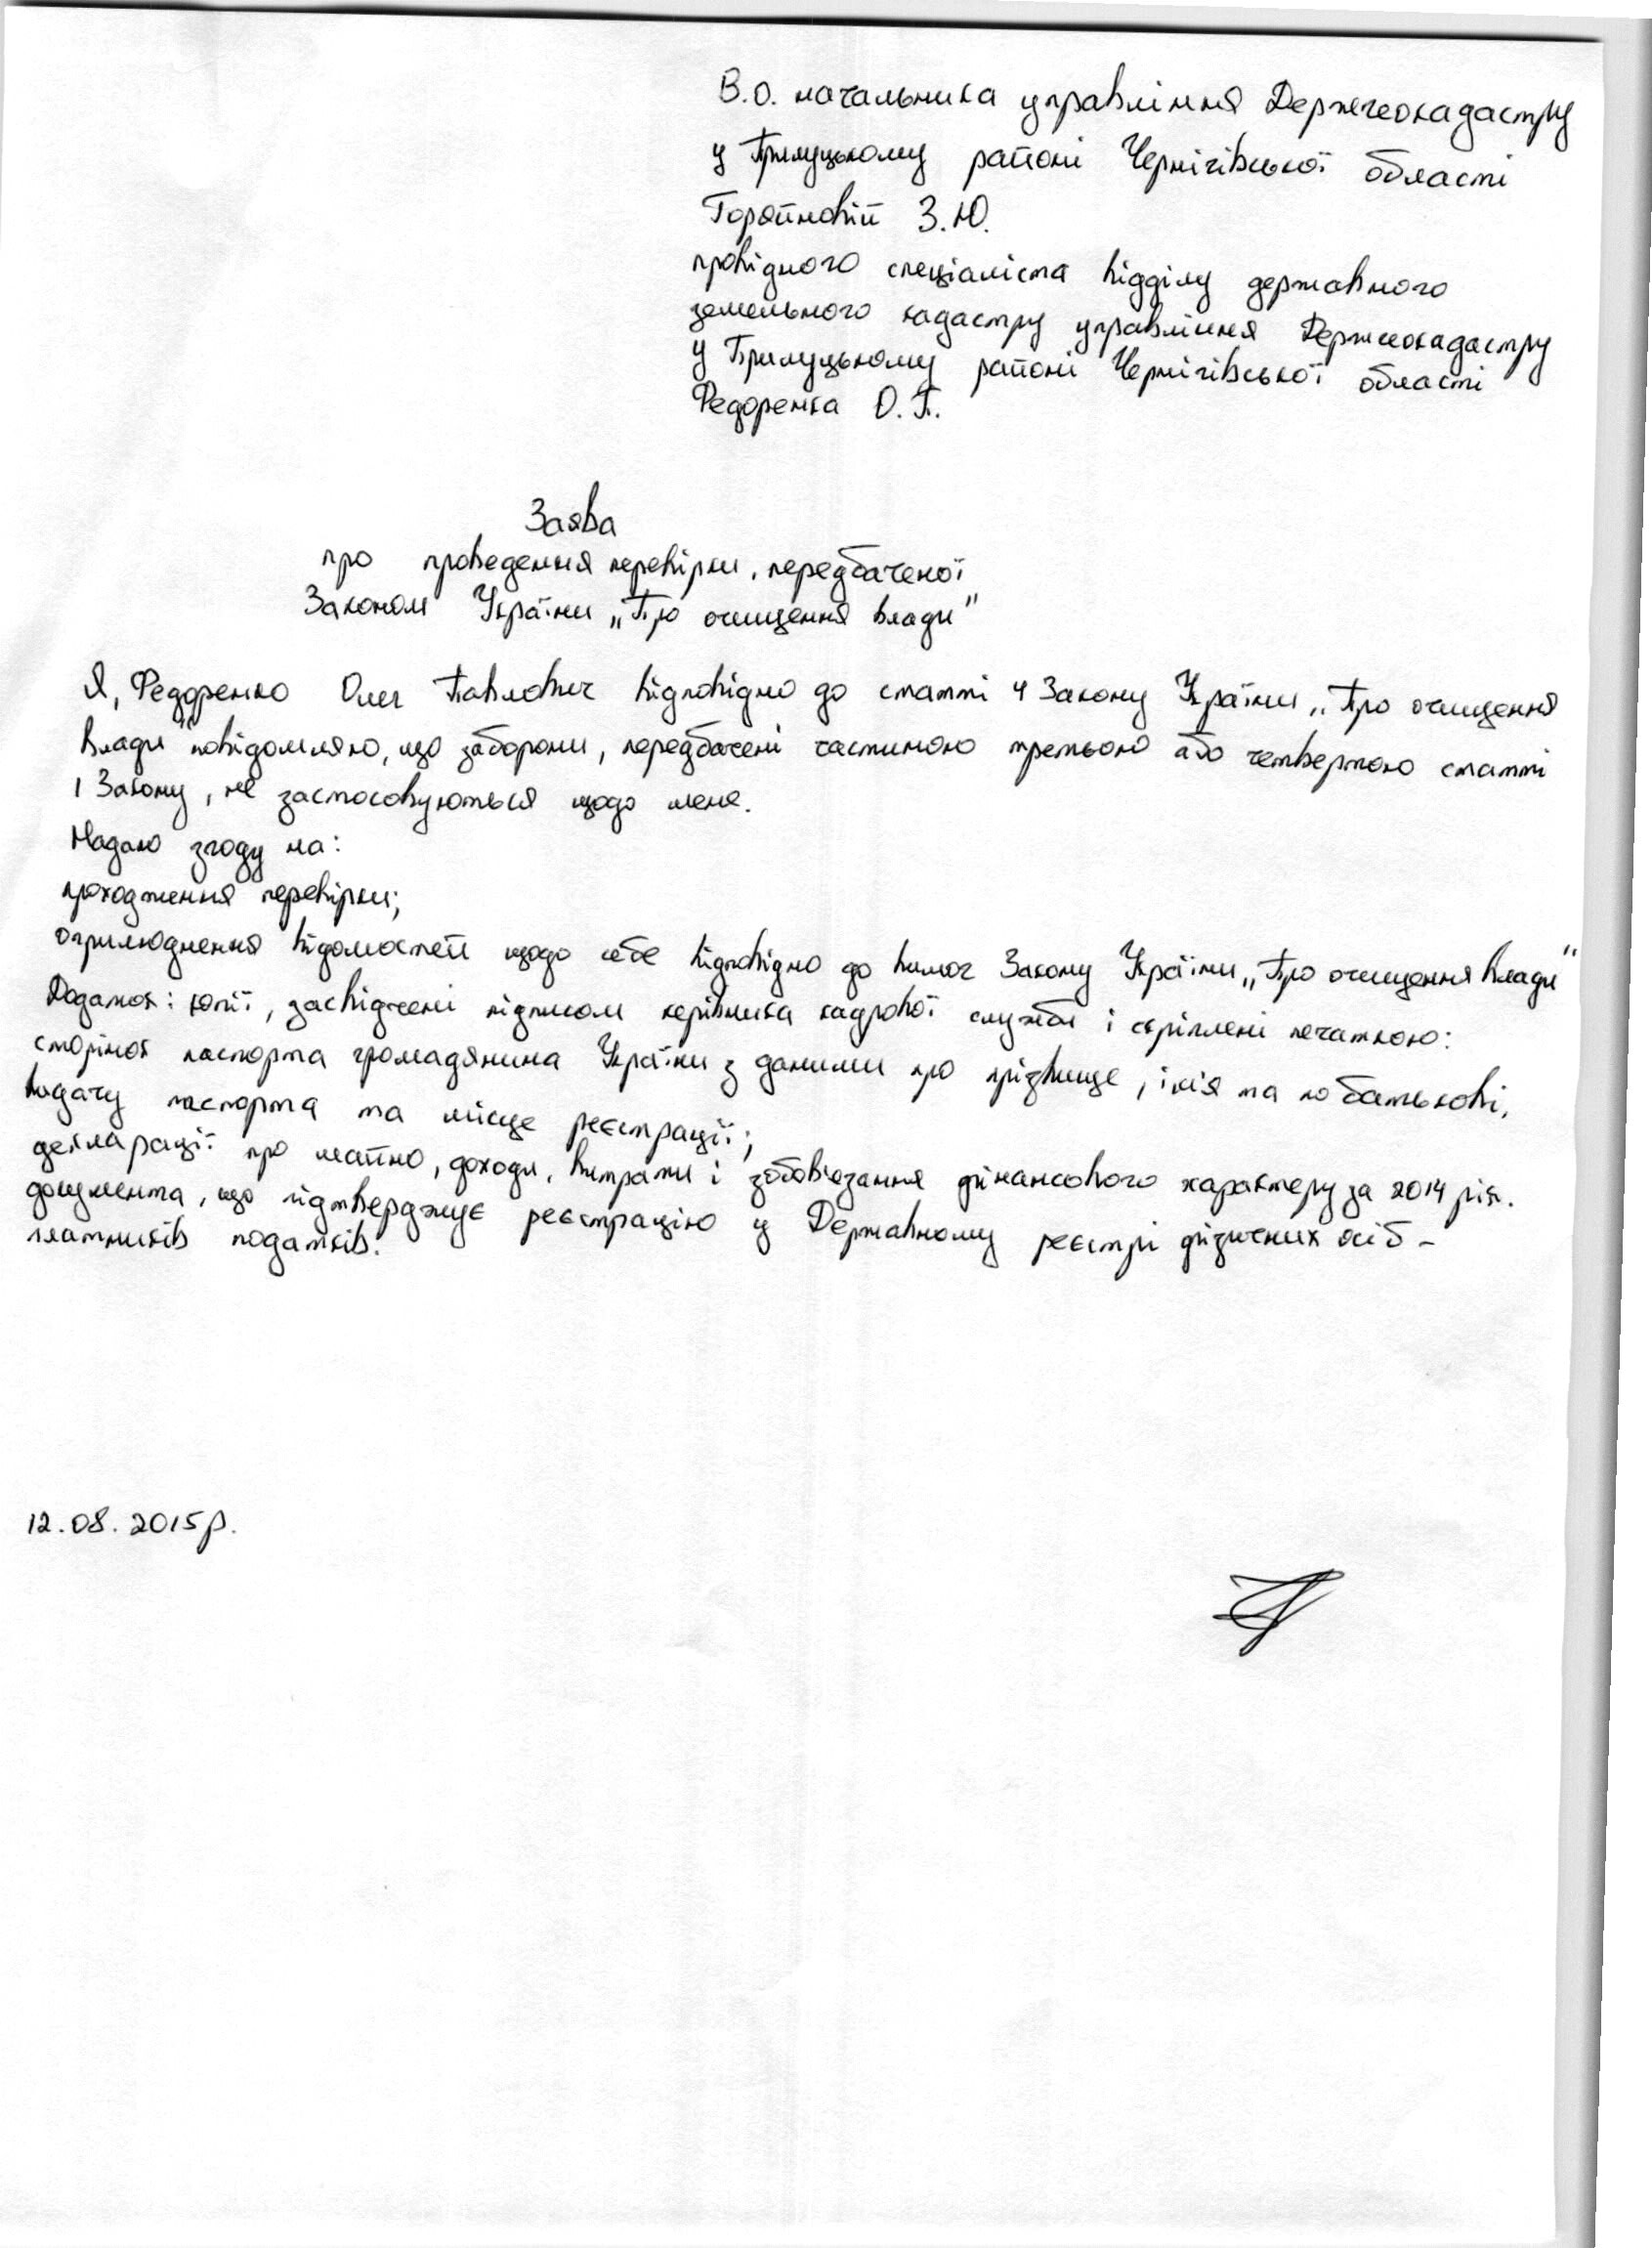 В.о. начальника управління Держгеокадастру
у Прилуцькому районі Чернігівської області
Горяйновій З.Ю.
провідного спеціаліста відділу державного
земельного кадастру управління Держгеокадастру
у Прилуцькому районі Чернігівської області
Федоренка О.П.
Заява
про проведення перевірки, передбаченої
Законом України „Про очищення влади"
Я, Федоренко Олег Павлович відповідно до статті 4 Закону України „Про очищення
влади" повідомляю, що заборони, передбачені частиною третьою або четвертою статті
1 Закону, не застосовуються щодо мене.
Надаю згоду на:
проходження перевірки;
оприлюднення відомостей щодо себе відповідно до вимог Закону України „Про очищення влади"
Додаток: копії, засвідчені підписом керівника кадрової служби і скріплені печаткою:
сторінок паспорта громадянина України з даними про прізвище, ім'я та по батькові,
видачу паспорта та місце реєстрації;
декларації про майно, доходи, витрати і зобов'язання фінансового характеру за 2014 рік.
документа, що підтверджує реєстрацію у Державному реєстрі фізичних осіб -
платників податків.
12.08.2015р.